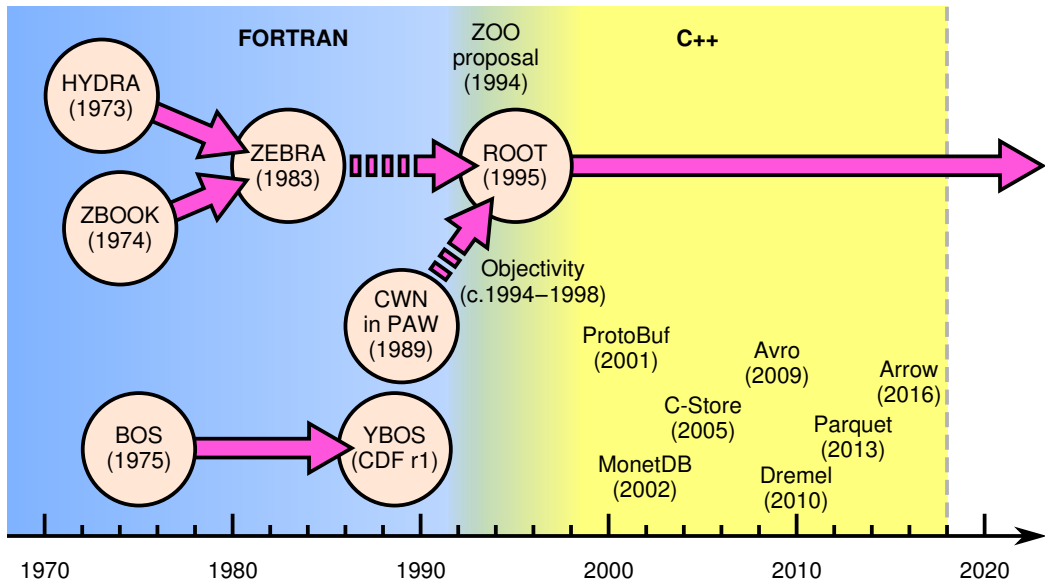 FORTRAN
ZOO
proposal
(1994)
C++
HYDRA
(1973)
ZEBRA
(1983)
ROOT
(1995)
ZBOOK
(1974)
Objectivity
(c.1994–1998)
CWN
in PAW
(1989)
ProtoBuf
(2001)
Avro
(2009)
Arrow
(2016)
C-Store
(2005)
Parquet
(2013)
BOS
(1975)
YBOS
(CDF r1)
MonetDB
(2002)
Dremel
(2010)
1970 1980 1990 2000 2010 2020